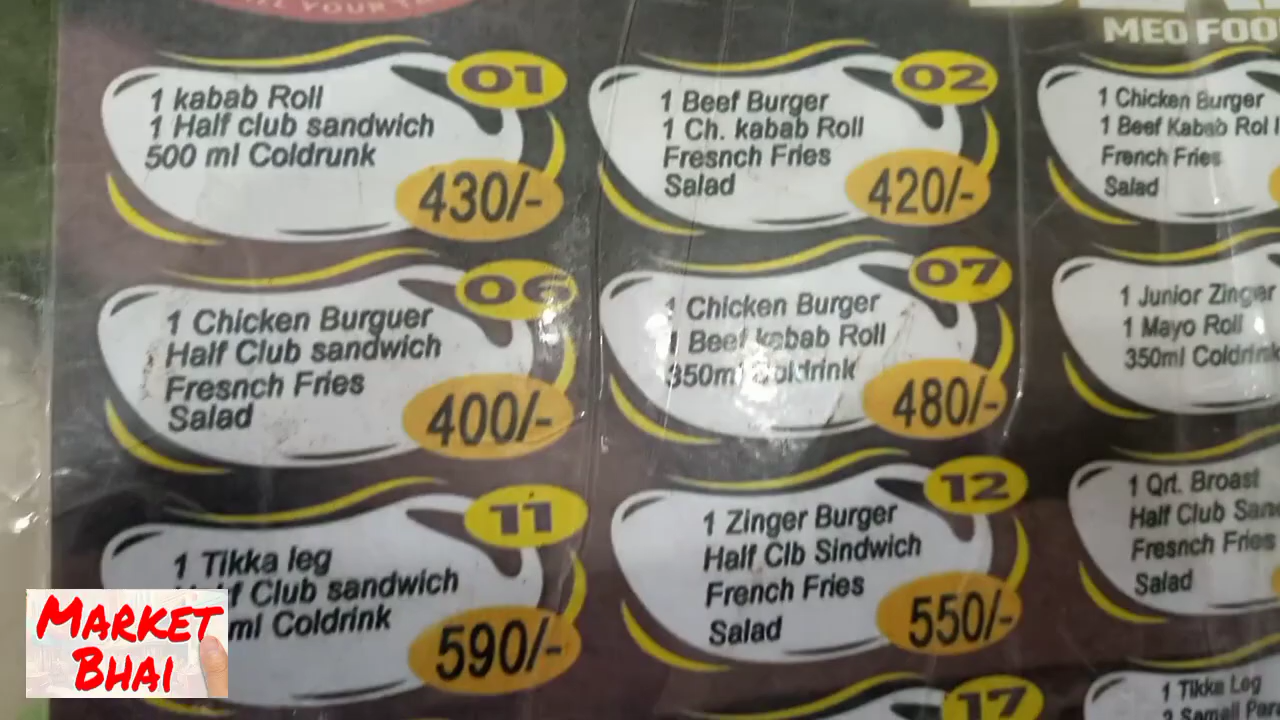 MEO FOO
01
1 kabab Roll
1 Half club sandwich
500 ml Coldrunk
430/-
02
1 Beef Burger
1 Ch. kabab Roll
Fresnch Fries
Salad
420/-
1 Chicken Burger
1 Beef Kabab Roll
French Fries
Salad
06
1 Chicken Burguer
Half Club sandwich
Fresnch Fries
Salad
400/-
07
1 Chicken Burger
1 Beef kabab Roll
350ml Coldrink
480/-
1 Junior Zinger
1 Mayo Roll
350ml Coldrink
11
1 Tikka leg
Half Club sandwich
ml Coldrink
590/-
12
1 Zinger Burger
Half Clb Sindwich
French Fries
Salad
550/-
1 Qrt. Broast
Half Club San
Fresnch Fries
Salad
17
1 Tikka Leg
MARKET
BHAI